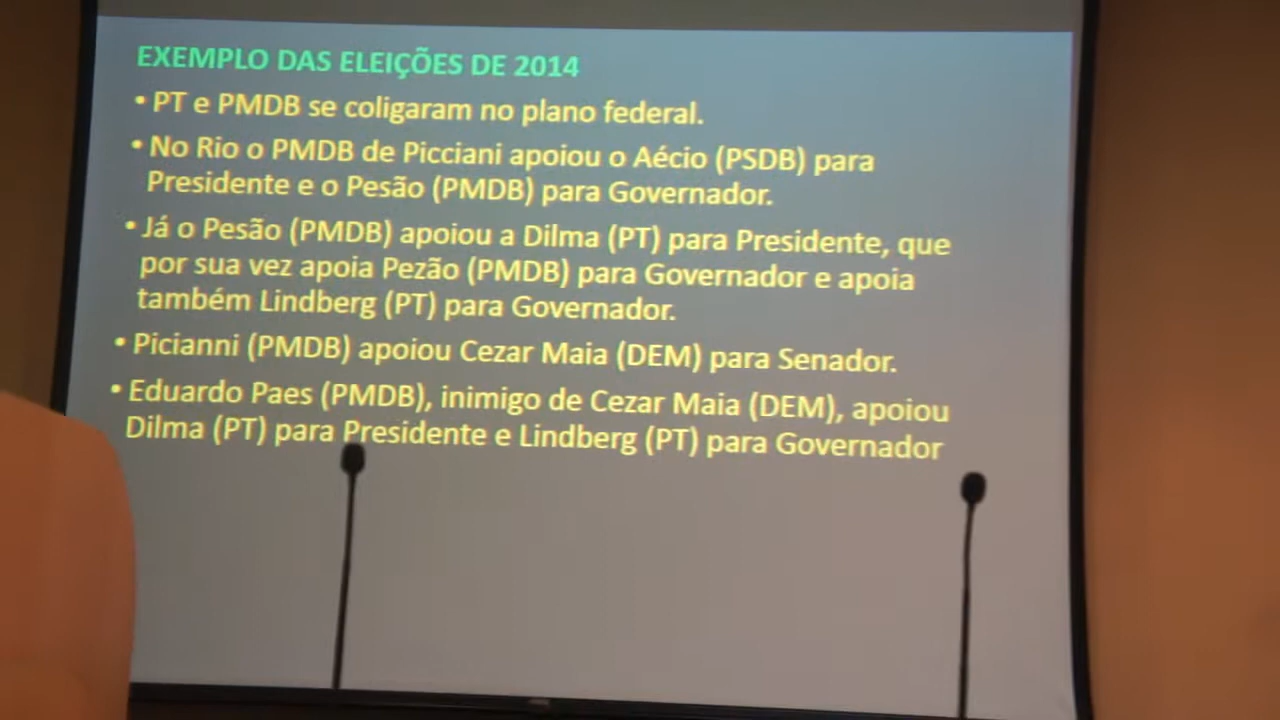 EXEMPLO DAS ELEIÇÕES DE 2014
• PT e PMDB se coligaram no plano federal.
• No Rio o PMDB de Picciani apoiou o Aécio (PSDB) para
Presidente e o Pesão (PMDB) para Governador.
• Já o Pesão (PMDB) apoiou a Dilma (PT) para Presidente, que
por sua vez apoia Pezão (PMDB) para Governador e apoia
também Lindberg (PT) para Governador.
• Picianni (PMDB) apoiou Cezar Maia (DEM) para Senador.
• Eduardo Paes (PMDB), inimigo de Cezar Maia (DEM), apoiou
Dilma (PT) para Presidente e Lindberg (PT) para Governador